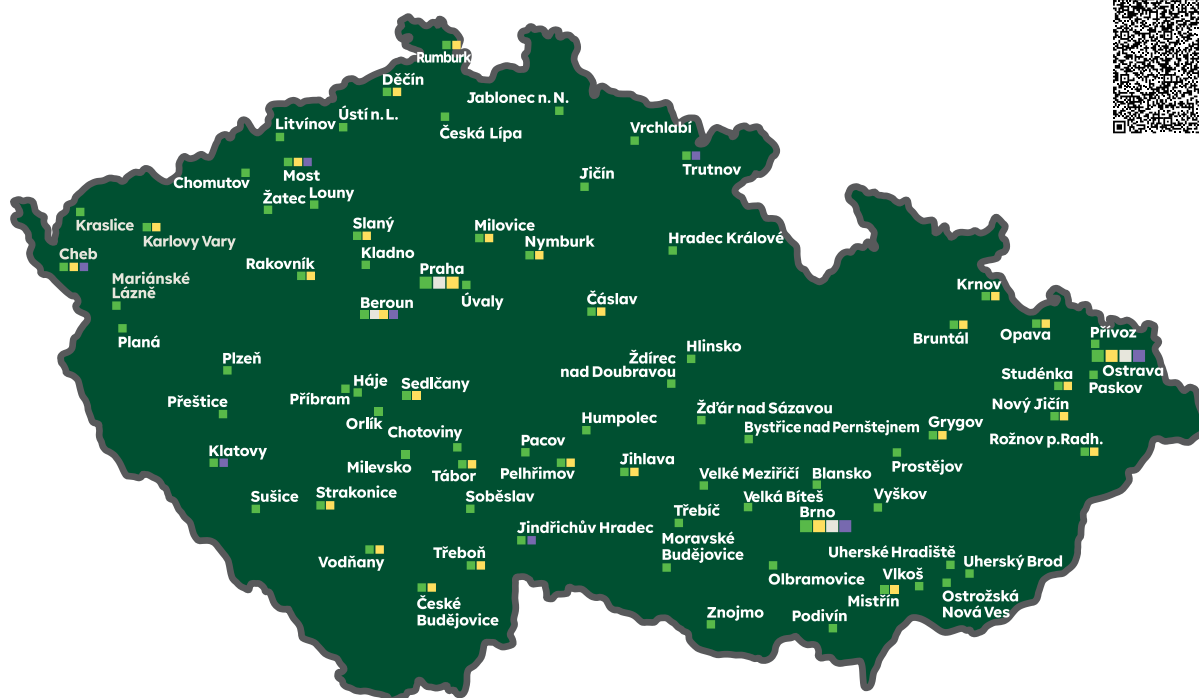 Rumburk
Děčín
Jablonec n. N.
Ústí n. L.
Litvínov
Česká Lípa
Vrchlabí
Most
Trutnov
Chomutov
Jičín
Žatec
Louny
Kraslice
Slaný
Milovice
Karlovy Vary
Nymburk
Hradec Králové
Cheb
Kladno
Rakovník
Praha
Mariánské
Lázně
Krnov
Beroun
Úvaly
Čáslav
Planá
Bruntál
Opava
Přívoz
Hlinsko
Plzeň
Ždírec
nad Doubravou
Ostrava
Studénka
Háje
Sedlčany
Paskov
Přeštice
Příbram
Nový Jičín
Žďár nad Sázavou
Orlík
Humpolec
Grygov
Bystřice nad Pernštejnem
Chotoviny
Pacov
Rožnov p.Radh.
Klatovy
Jihlava
Milevsko
Prostějov
Tábor
Pelhřimov
Velké Meziříčí
Blansko
Sušice
Strakonice
Soběslav
Velká Bíteš
Vyškov
Třebíč
Brno
Jindřichův Hradec
Moravské
Budějovice
Uherské Hradiště
Třeboň
Vodňany
Uherský Brod
Vlkoš
Olbramovice
Ostrožská
Nová Ves
Mistřín
České
Budějovice
Znojmo
Podivín